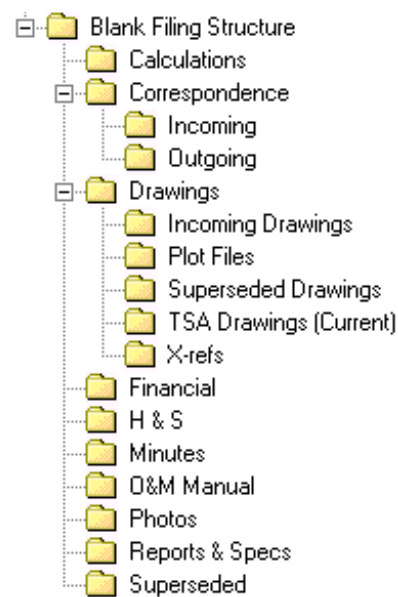 Blank Filing Structure
Calculations
Correspondence
Incoming
Outgoing
Drawings
Incoming Drawings
Plot Files
Superseded Drawings
TSA Drawings (Current)
X-refs
Financial
H & S
Minutes
O&M Manual
Photos
Reports & Specs
Superseded